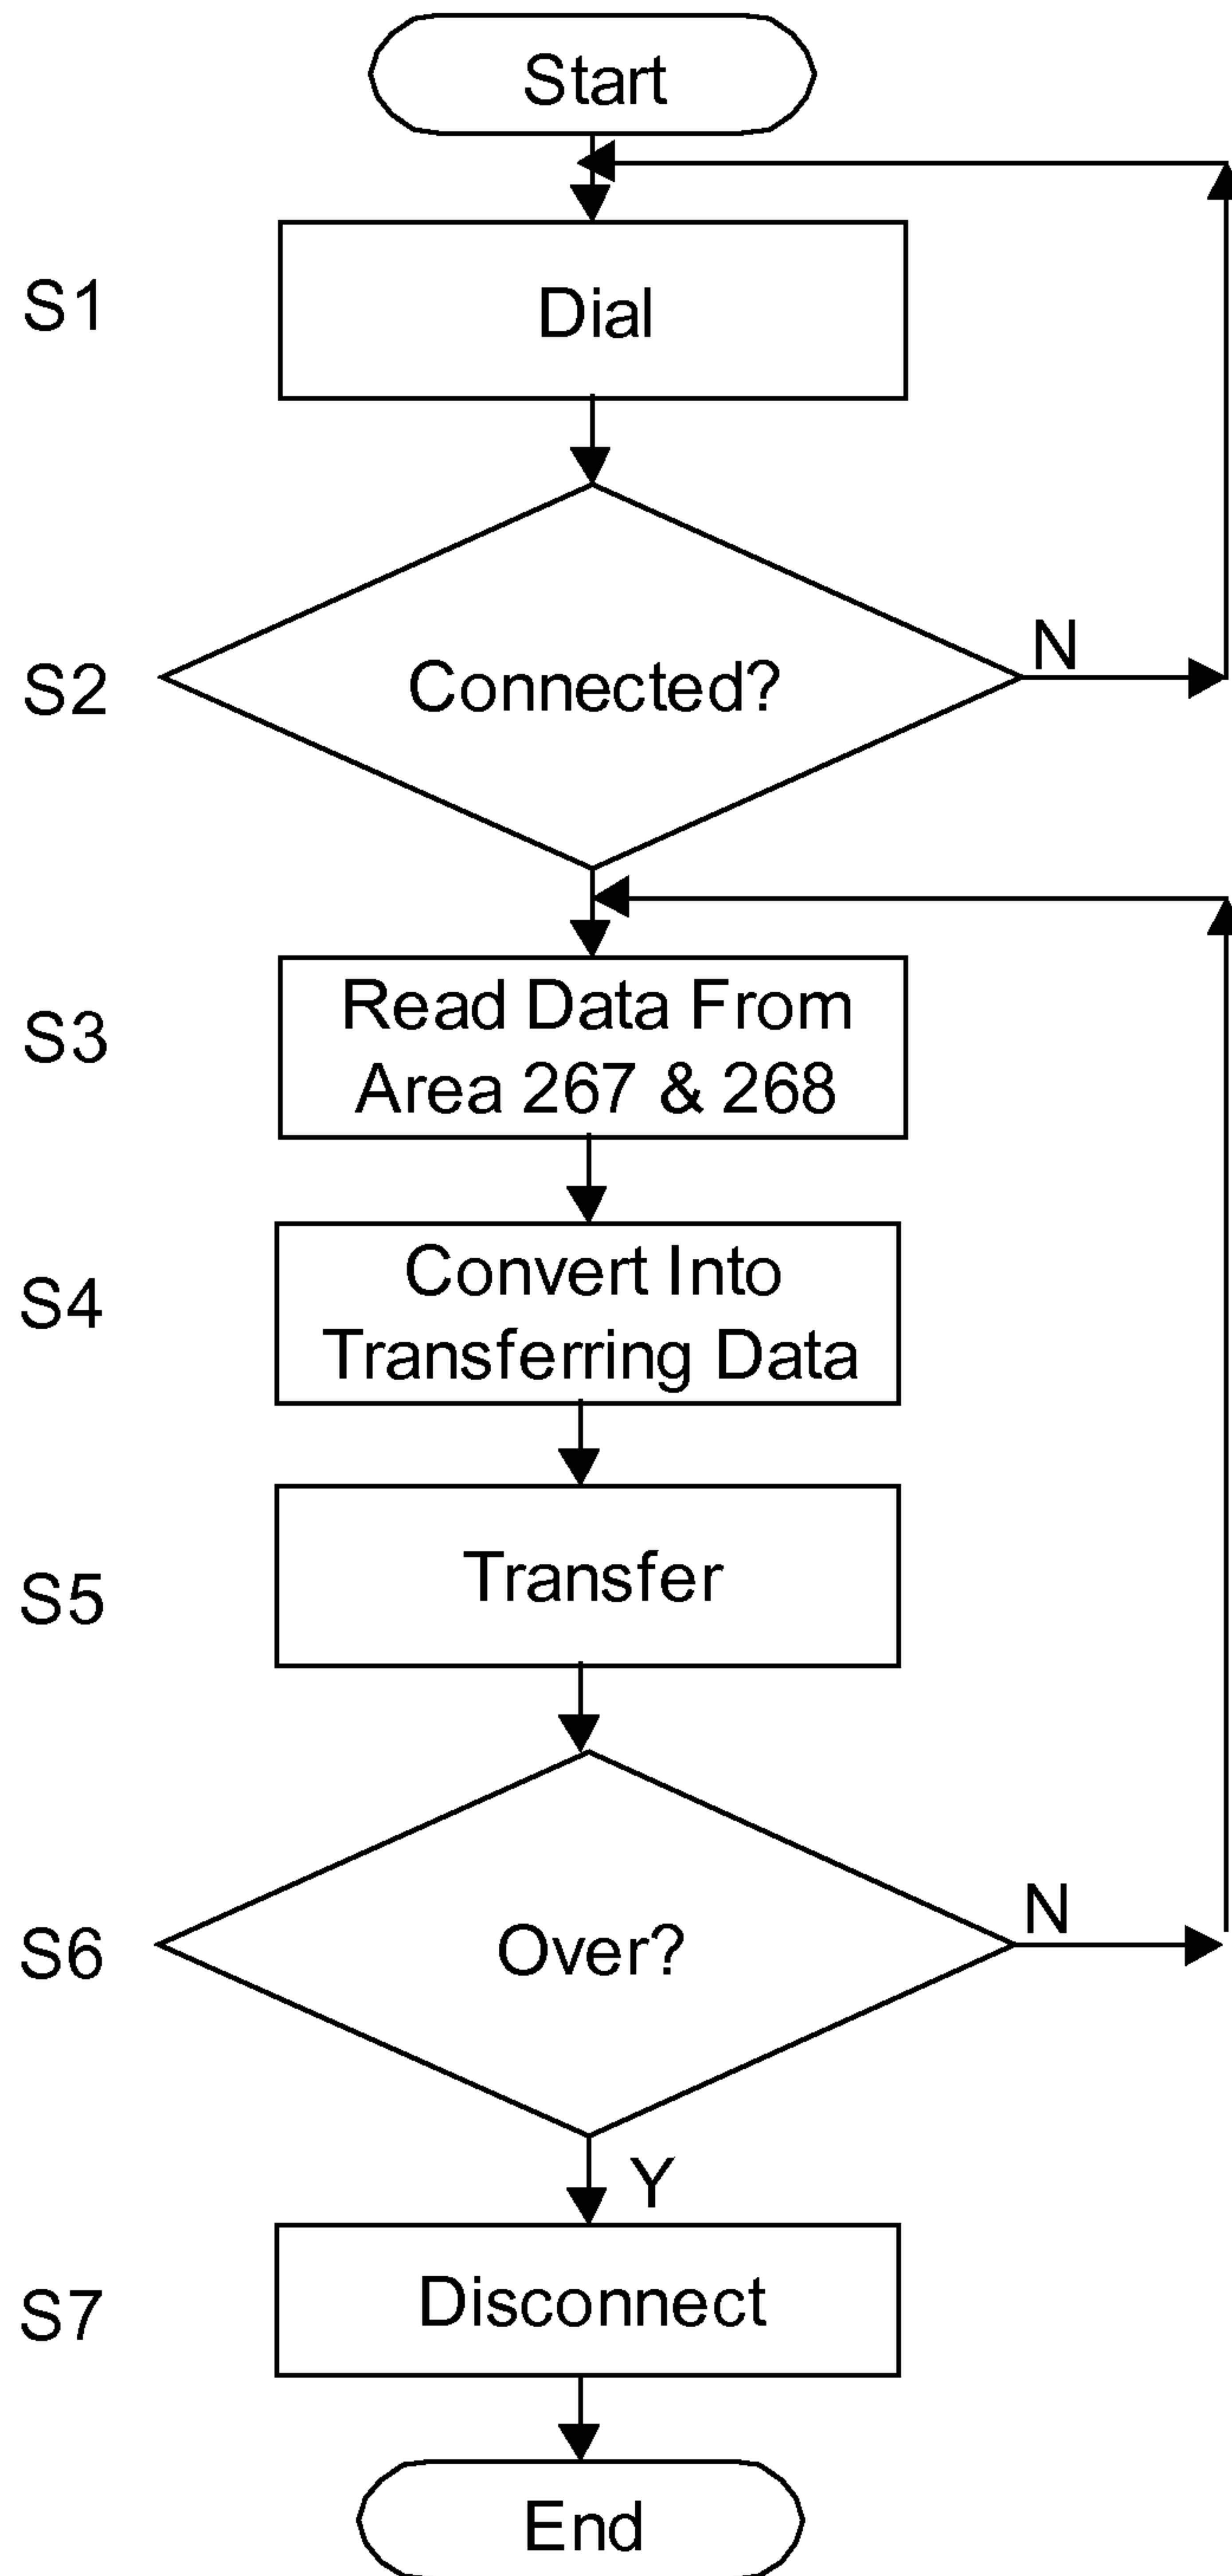 Start
S1
Dial
S2
Connected?
N
S3
Read Data From
Area 267 & 268
S4
Convert Into
Transferring Data
S5
Transfer
S6
Over?
N
Y
S7
Disconnect
End